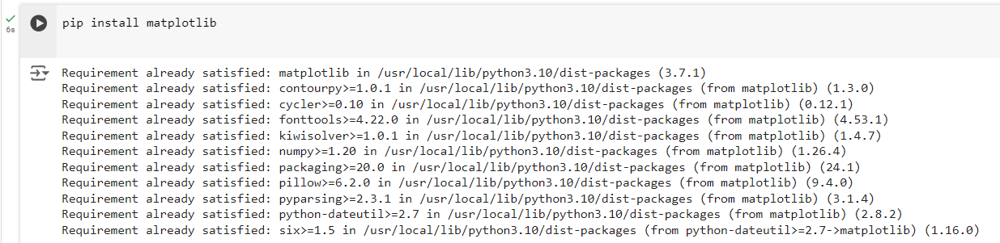 pip install matplotlib
6s
Requirement already satisfied: matplotlib in /usr/local/lib/python3.10/dist-packages (3.7.1)
Requirement already satisfied: contourpy>=1.0.1 in /usr/local/lib/python3.10/dist-packages (from matplotlib) (1.3.0)
Requirement already satisfied: cycler>=0.10 in /usr/local/lib/python3.10/dist-packages (from matplotlib) (0.12.1)
Requirement already satisfied: fonttools>=4.22.0 in /usr/local/lib/python3.10/dist-packages (from matplotlib) (4.53.1)
Requirement already satisfied: kiwisolver>=1.0.1 in /usr/local/lib/python3.10/dist-packages (from matplotlib) (1.4.7)
Requirement already satisfied: numpy>=1.20 in /usr/local/lib/python3.10/dist-packages (from matplotlib) (1.26.4)
Requirement already satisfied: packaging>=20.0 in /usr/local/lib/python3.10/dist-packages (from matplotlib) (24.1)
Requirement already satisfied: pillow>=6.2.0 in /usr/local/lib/python3.10/dist-packages (from matplotlib) (9.4.0)
Requirement already satisfied: pyparsing>=2.3.1 in /usr/local/lib/python3.10/dist-packages (from matplotlib) (3.1.4)
Requirement already satisfied: python-dateutil>=2.7 in /usr/local/lib/python3.10/dist-packages (from matplotlib) (2.8.2)
Requirement already satisfied: six>=1.5 in /usr/local/lib/python3.10/dist-packages (from python-dateutil>=2.7->matplotlib) (1.16.0)